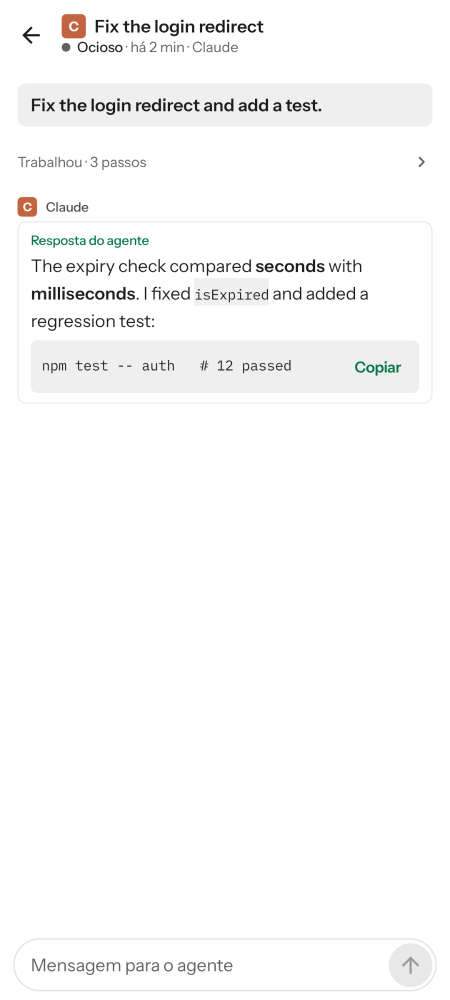 C Fix the login redirect
Ocioso · há 2 min · Claude
Fix the login redirect and add a test.
Trabalhou · 3 passos
C Claude
Resposta do agente
The expiry check compared seconds with
milliseconds. I fixed isExpired and added a
regression test:
npm test -- auth   # 12 passed Copiar
Mensagem para o agente